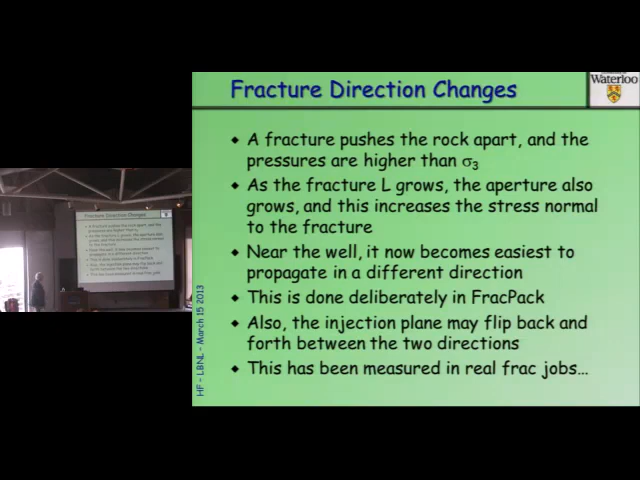 Fracture Direction Changes
Waterloo
A fracture pushes the rock apart, and the
pressures are higher than σ3
As the fracture L grows, the aperture also
grows, and this increases the stress normal
to the fracture
Near the well, it now becomes easiest to
propagate in a different direction
This is done deliberately in FracPack
Also, the injection plane may flip back and
forth between the two directions
This has been measured in real frac jobs…
HF - LBNL - March 15 2013
Fracture Direction Changes